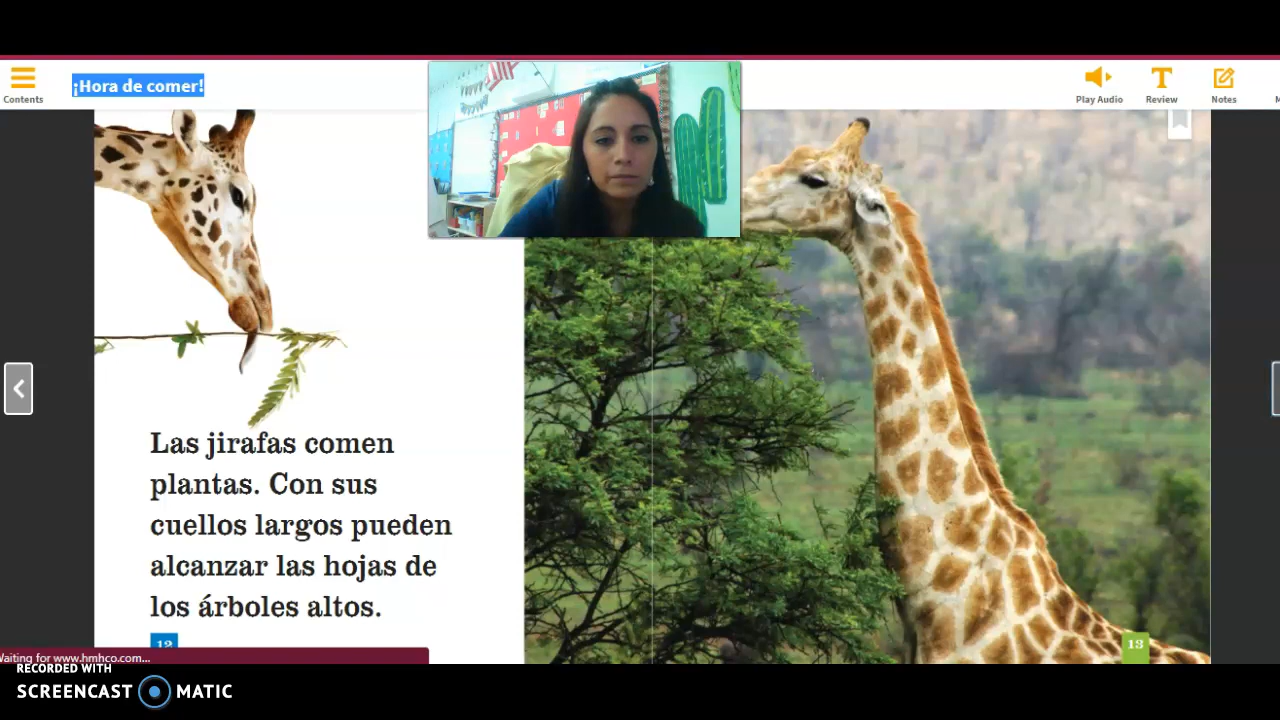 ¡Hora de comer!
Contents
Play Audio
Review
Notes
Las jirafas comen
plantas. Con sus
cuellos largos pueden
alcanzar las hojas de
los árboles altos.
12
13
Waiting for www.hmhco.com...
RECORDED WITH
SCREENCAST MATIC